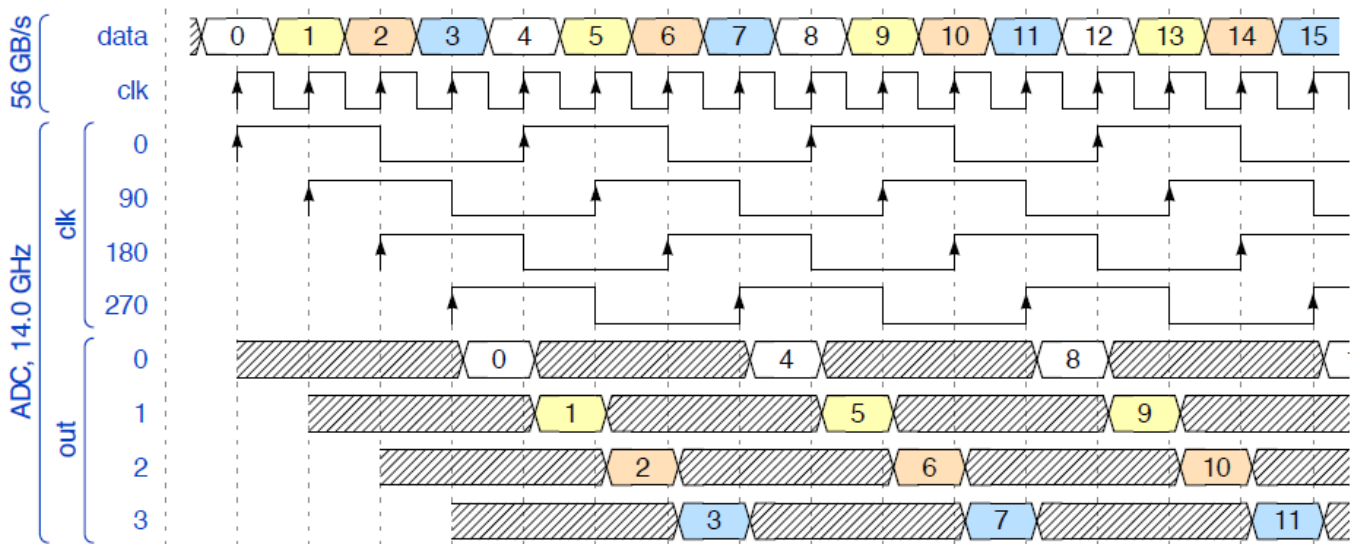 56 GB/s
data 0 1 2 3 4 5 6 7 8 9 10 11 12 13 14 15
clk
ADC, 14.0 GHz
clk
0
90
180
270
out
0 0 4 8
1 1 5 9
2 2 6 10
3 3 7 11